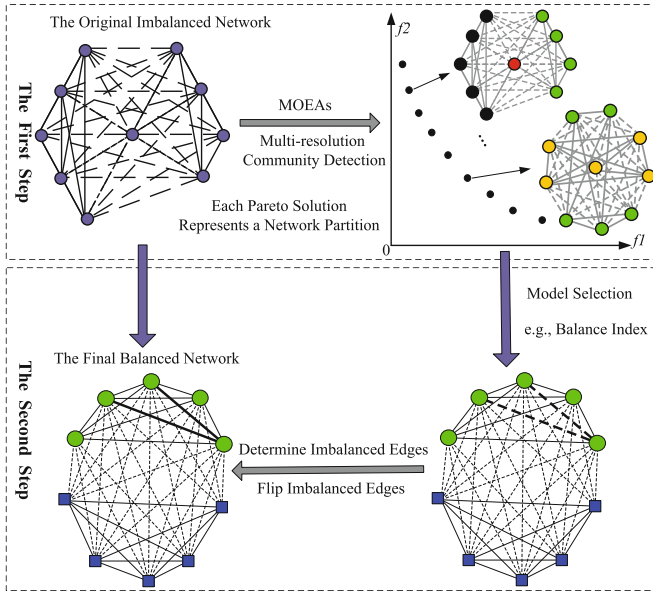 The Original Imbalanced Network
The First Step
MOEAs
Multi-resolution
Community Detection
Each Pareto Solution
Represents a Network Partition
f2
0
f1
Model Selection
e.g., Balance Index
The Second Step
The Final Balanced Network
Determine Imbalanced Edges
Flip Imbalanced Edges